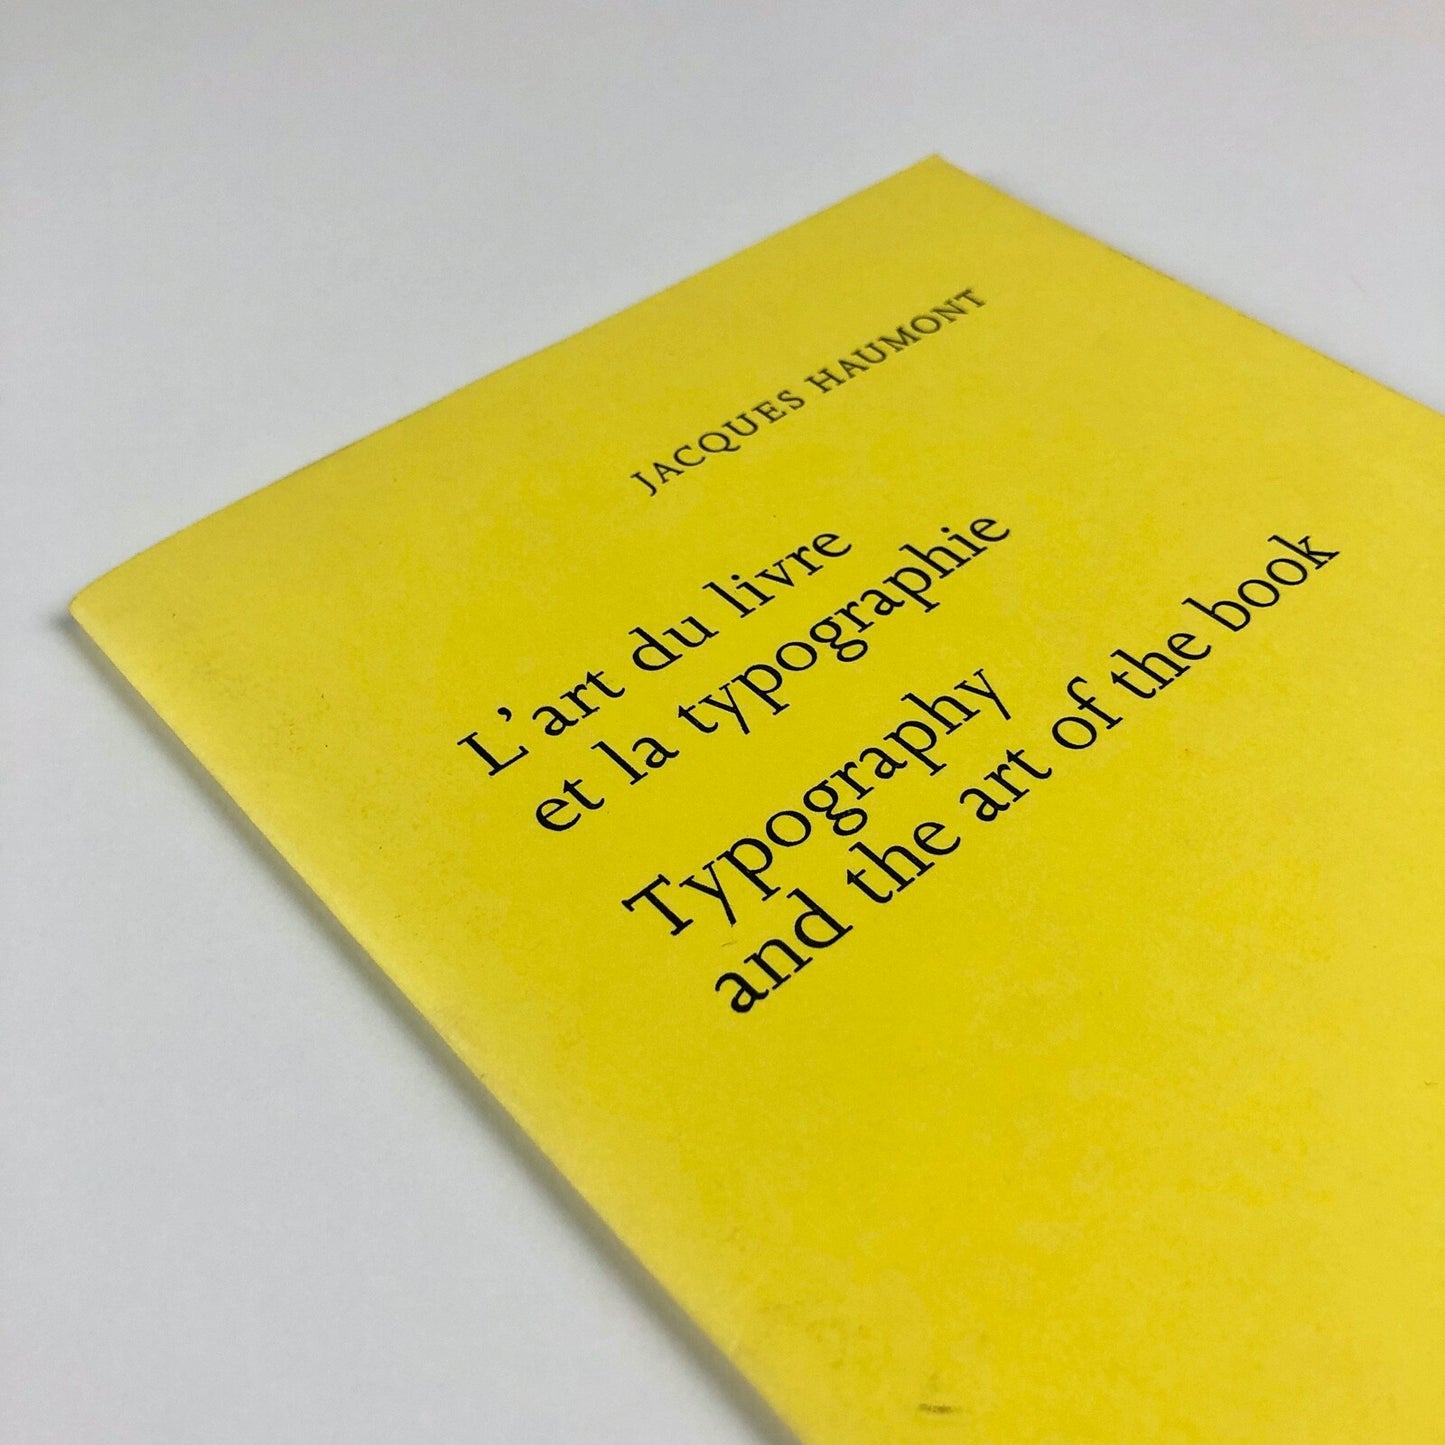 JACQUES HAUMONT
L’art du livre
et la typographie
Typography
and the art of the book